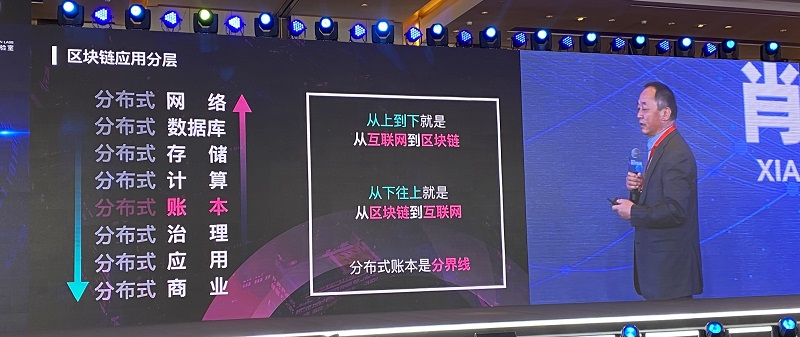 验室
区块链应用分层
分布式 网 络
分布式 数据库
分布式 存 储
分布式 计 算
分布式 账 本
分布式 治 理
分布式 应 用
分布式 商 业
从上到下就是
从互联网到区块链
从下往上就是
从区块链到互联网
分布式账本是分界线
肖
XIA